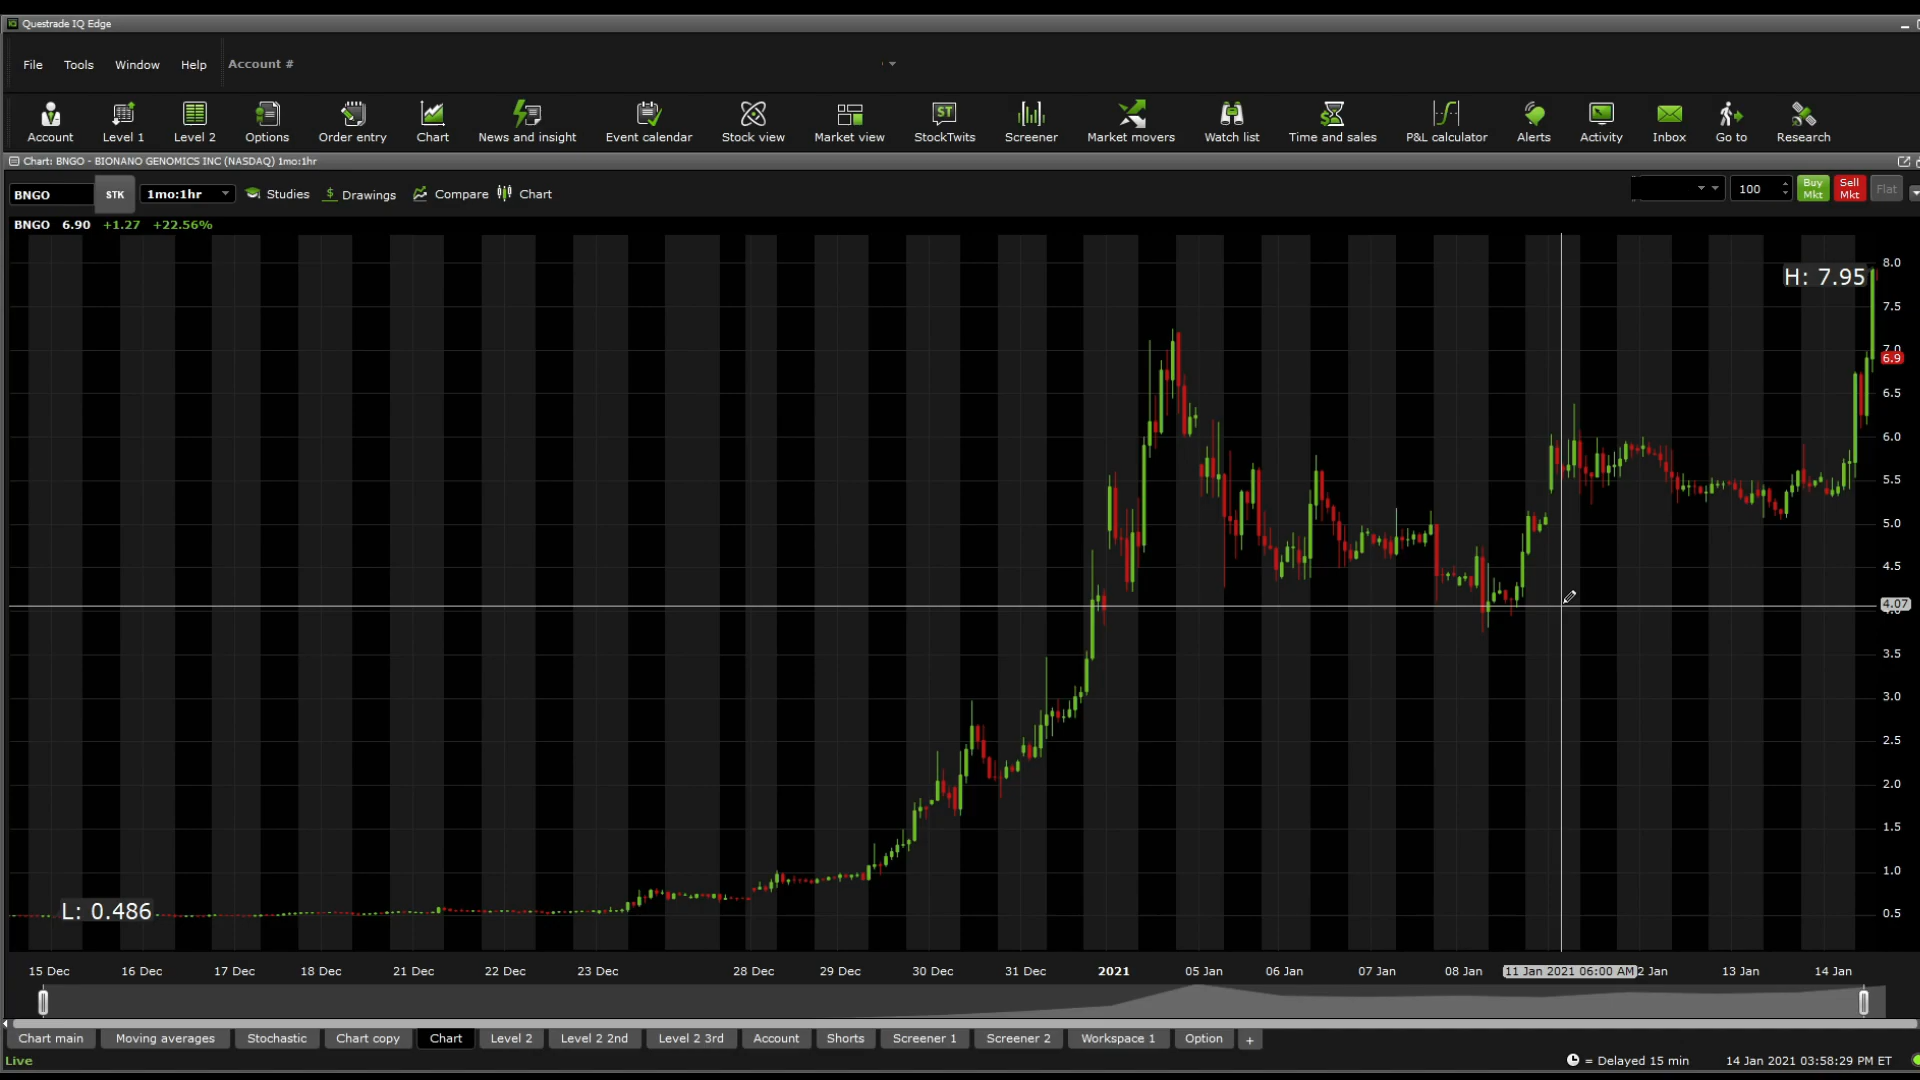 Questrade IQ Edge
File Tools Window Help Account #
Account Level 1 Level 2 Options Order entry Chart News and insight Event calendar Stock view Market view StockTwits Screener Market movers Watch list Time and sales P&L calculator Alerts Activity Inbox Go to Research
Chart: BNGO - BIONANO GENOMICS INC (NASDAQ) 1mo:1hr
BNGO STK 1mo:1hr Studies Drawings Compare Chart 100 Buy Mkt Sell Mkt Flat
BNGO 6.90 +1.27 +22.56%
8.0
H: 7.95
7.5
7.0
6.9
6.5
6.0
5.5
5.0
4.5
4.07
4.0
3.5
3.0
2.5
2.0
1.5
1.0
L: 0.486
0.5
15 Dec 16 Dec 17 Dec 18 Dec 21 Dec 22 Dec 23 Dec 28 Dec 29 Dec 30 Dec 31 Dec 2021 05 Jan 06 Jan 07 Jan 08 Jan 11 Jan 2021 06:00 AM 2 Jan 13 Jan 14 Jan
Chart main Moving averages Stochastic Chart copy Chart Level 2 Level 2 2nd Level 2 3rd Account Shorts Screener 1 Screener 2 Workspace 1 Option +
Live = Delayed 15 min 14 Jan 2021 03:58:29 PM ET